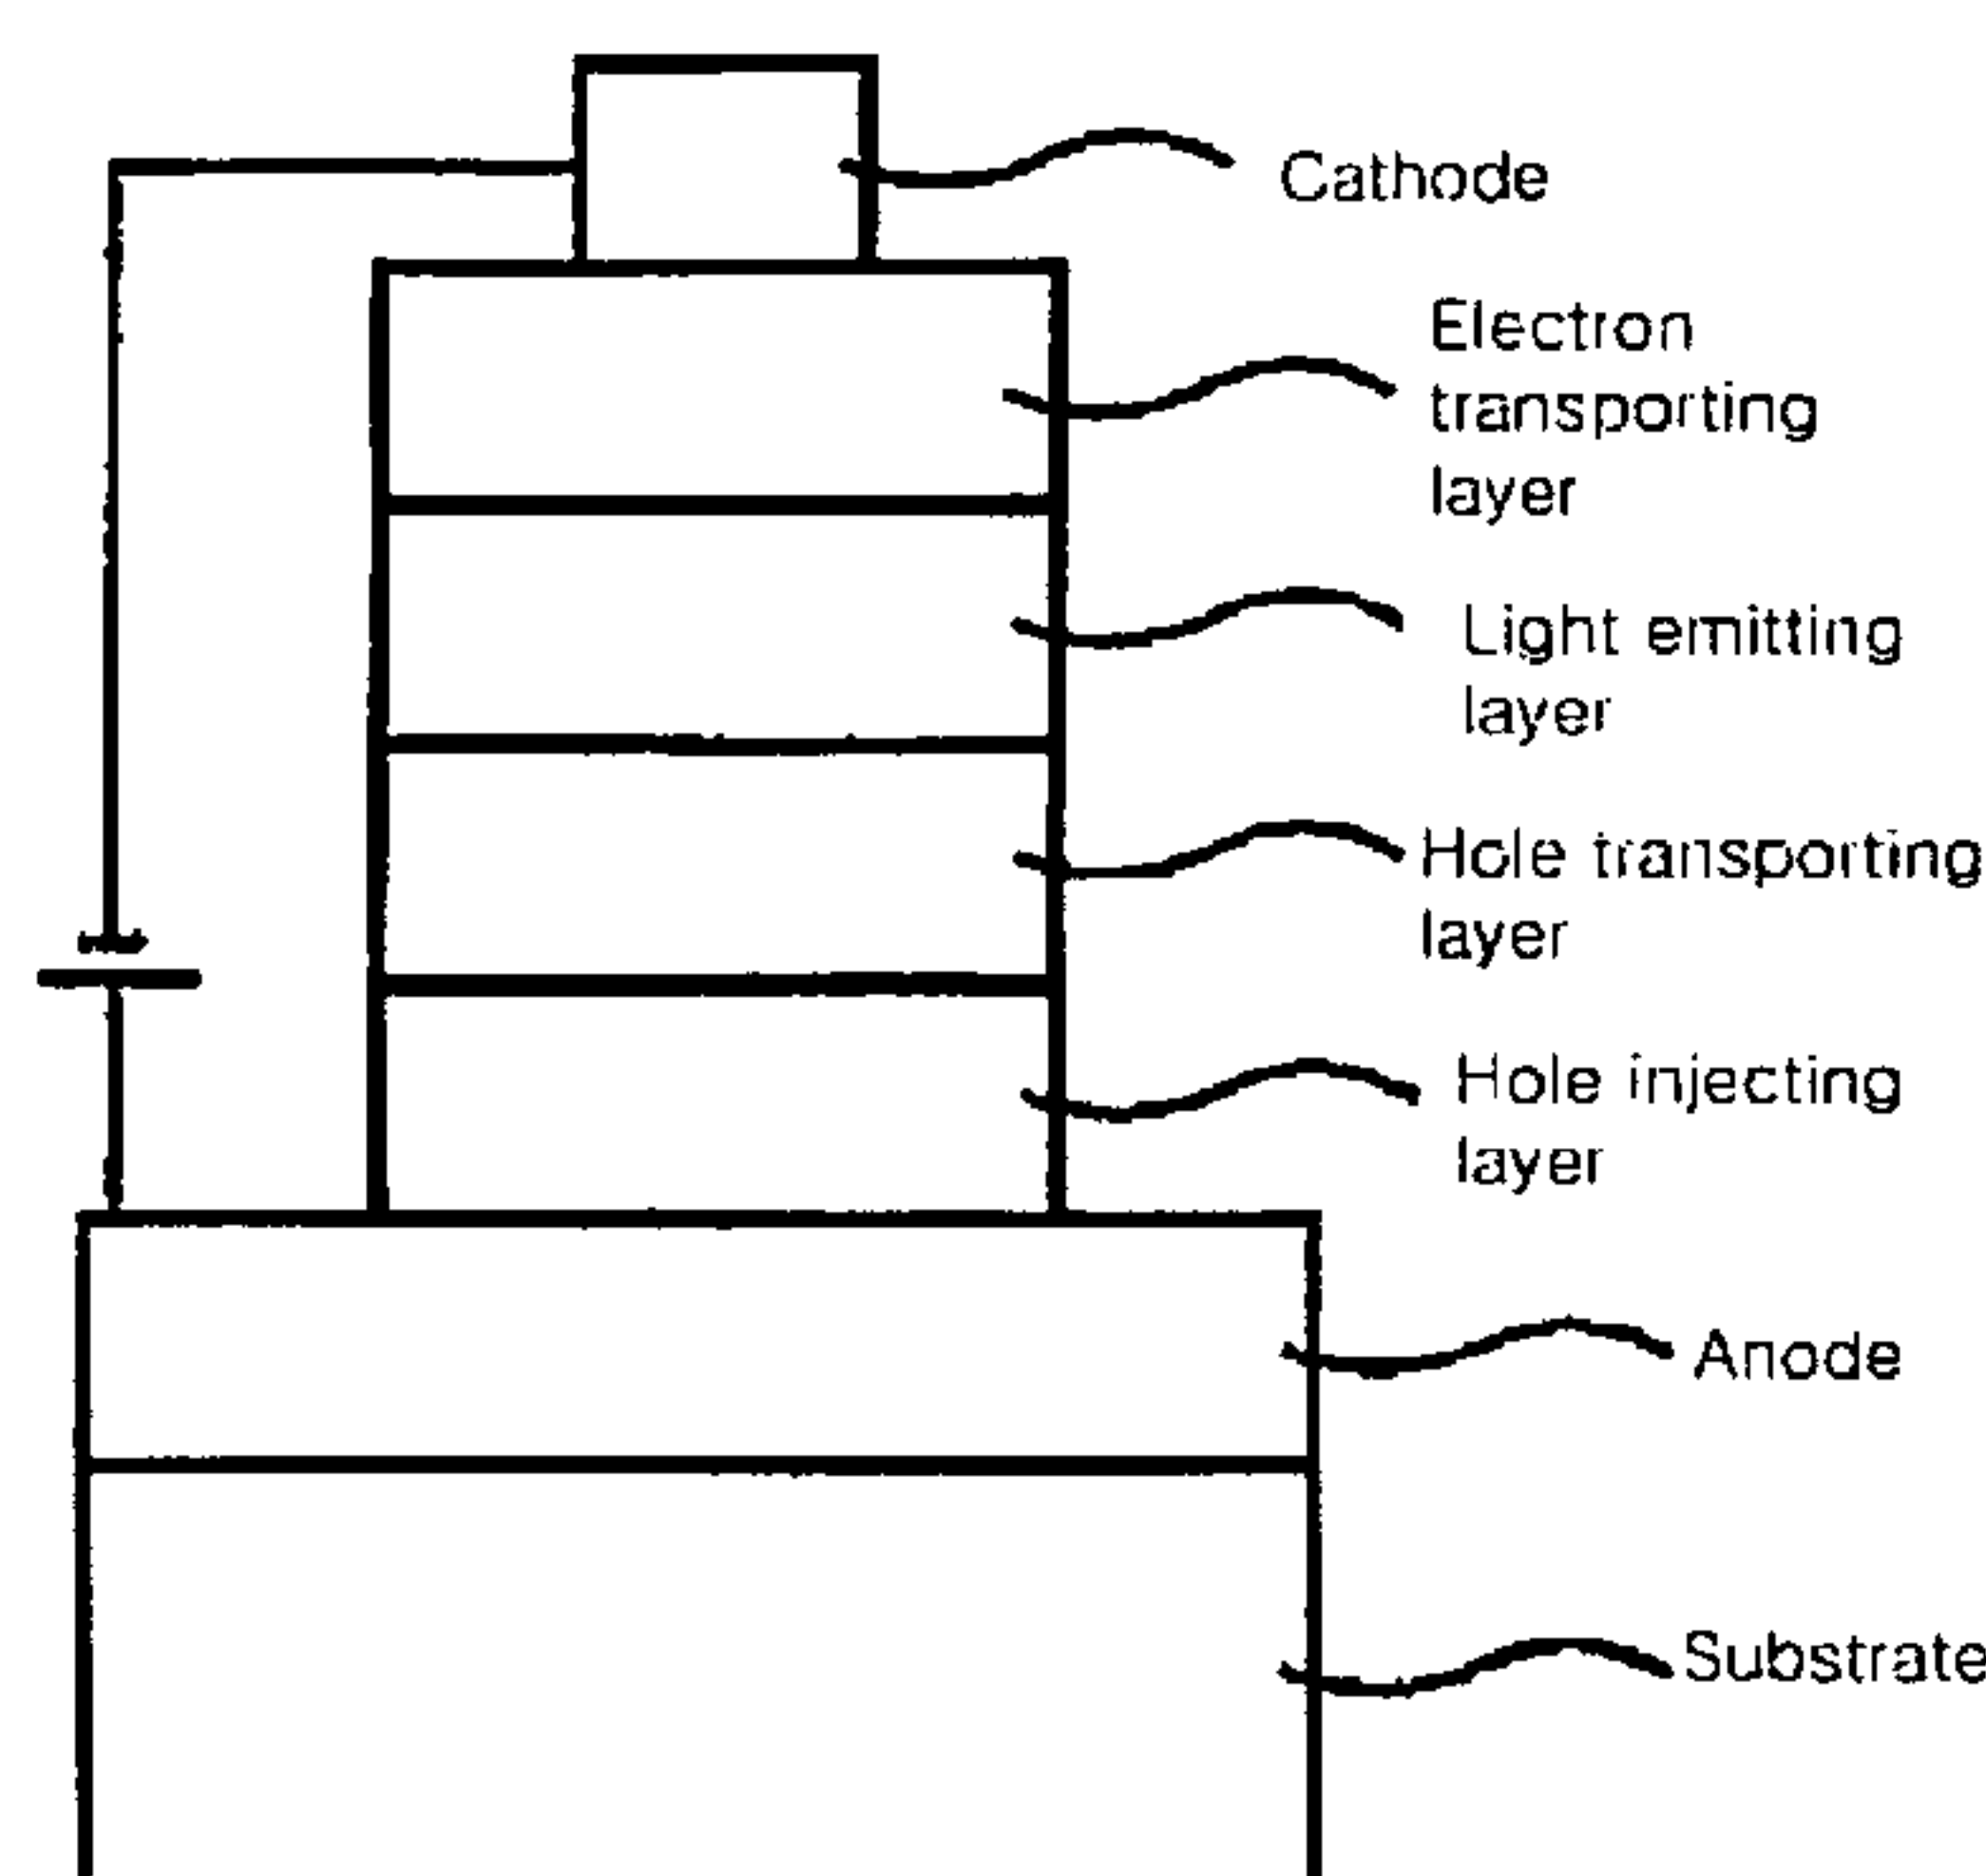 Cathode
Electron
transporting
layer
Light emitting
layer
Hole transporting
layer
Hole injecting
layer
Anode
Substrate